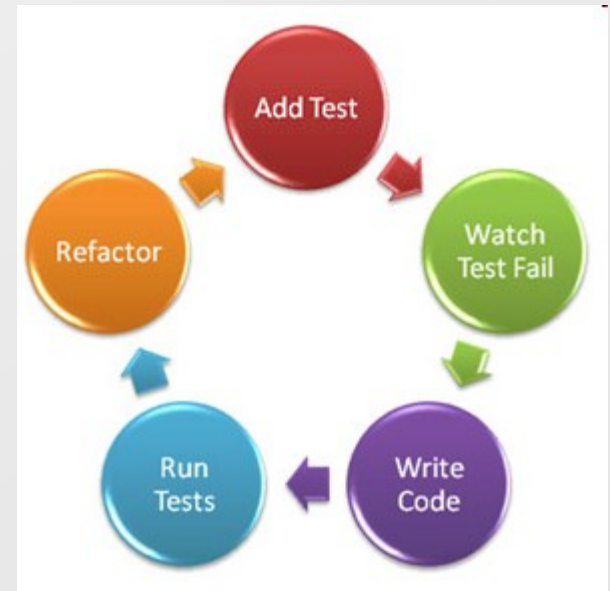 Add Test
Watch
Test Fail
Write
Code
Run
Tests
Refactor